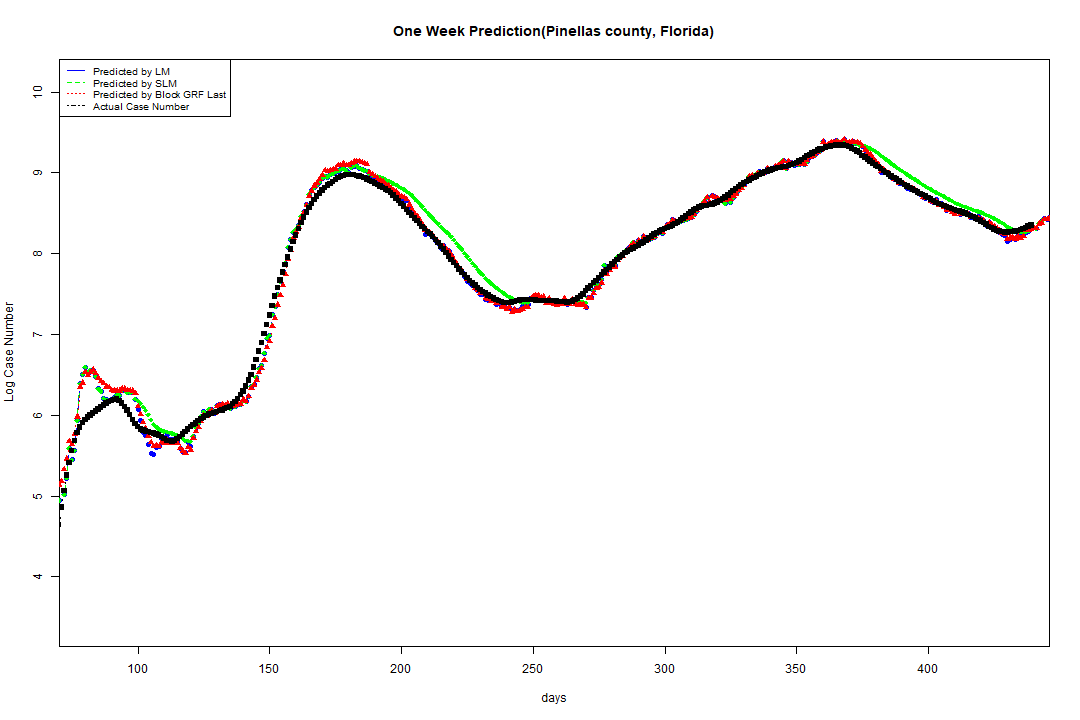 One Week Prediction(Pinellas county, Florida)
Predicted by LM
Predicted by SLM
Predicted by Block GRF Last
Actual Case Number
10
9
8
7
6
5
4
Log Case Number
100 150 200 250 300 350 400
days